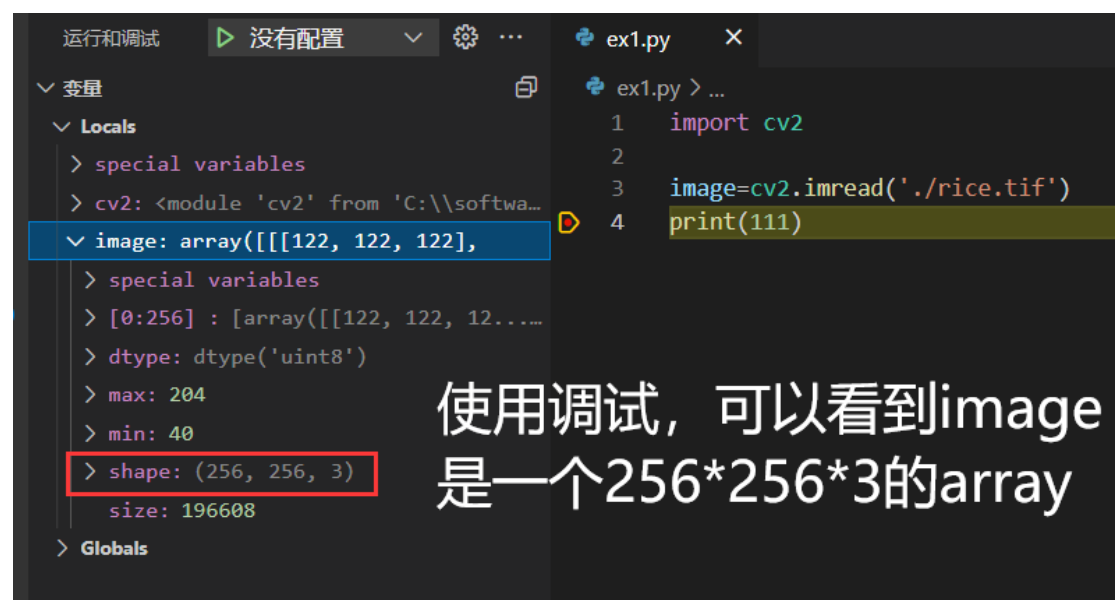 运行和调试
没有配置
变量
Locals
special variables
cv2: <module 'cv2' from 'C:\\softwa…
image: array([[[122, 122, 122],
special variables
[0:256] : [array([[122, 122, 12...…
dtype: dtype('uint8')
max: 204
min: 40
shape: (256, 256, 3)
size: 196608
Globals
ex1.py
ex1.py > ...
1 import cv2
2
3 image=cv2.imread('./rice.tif')
4 print(111)
使用调试，可以看到image
是一个256*256*3的array